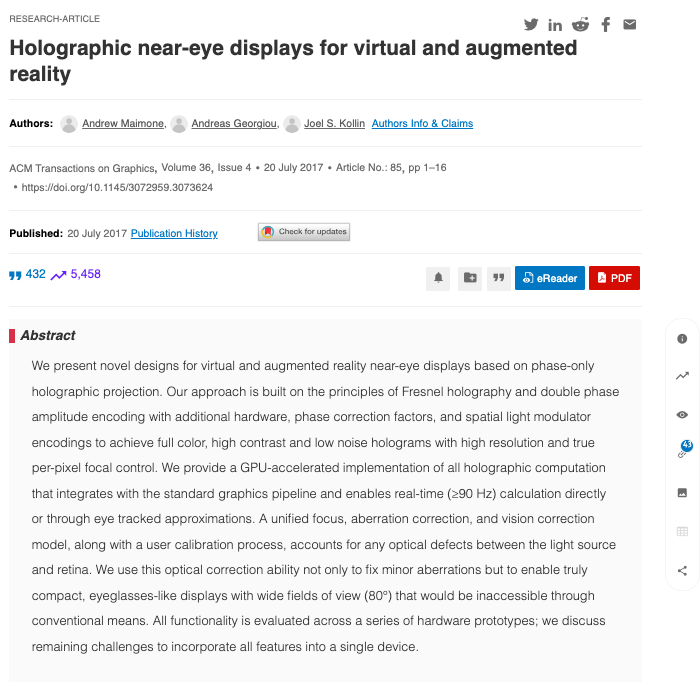 RESEARCH-ARTICLE
Holographic near-eye displays for virtual and augmented
reality
Authors: Andrew Maimone, Andreas Georgiou, Joel S. Kollin Authors Info & Claims
ACM Transactions on Graphics, Volume 36, Issue 4 • 20 July 2017 • Article No.: 85, pp 1–16
• https://doi.org/10.1145/3072959.3073624
Published: 20 July 2017 Publication History Check for updates
432 5,458 eReader PDF
Abstract
We present novel designs for virtual and augmented reality near-eye displays based on phase-only
holographic projection. Our approach is built on the principles of Fresnel holography and double phase
amplitude encoding with additional hardware, phase correction factors, and spatial light modulator
encodings to achieve full color, high contrast and low noise holograms with high resolution and true
per-pixel focal control. We provide a GPU-accelerated implementation of all holographic computation
that integrates with the standard graphics pipeline and enables real-time (≥90 Hz) calculation directly
or through eye tracked approximations. A unified focus, aberration correction, and vision correction
model, along with a user calibration process, accounts for any optical defects between the light source
and retina. We use this optical correction ability not only to fix minor aberrations but to enable truly
compact, eyeglasses-like displays with wide fields of view (80°) that would be inaccessible through
conventional means. All functionality is evaluated across a series of hardware prototypes; we discuss
remaining challenges to incorporate all features into a single device.
43